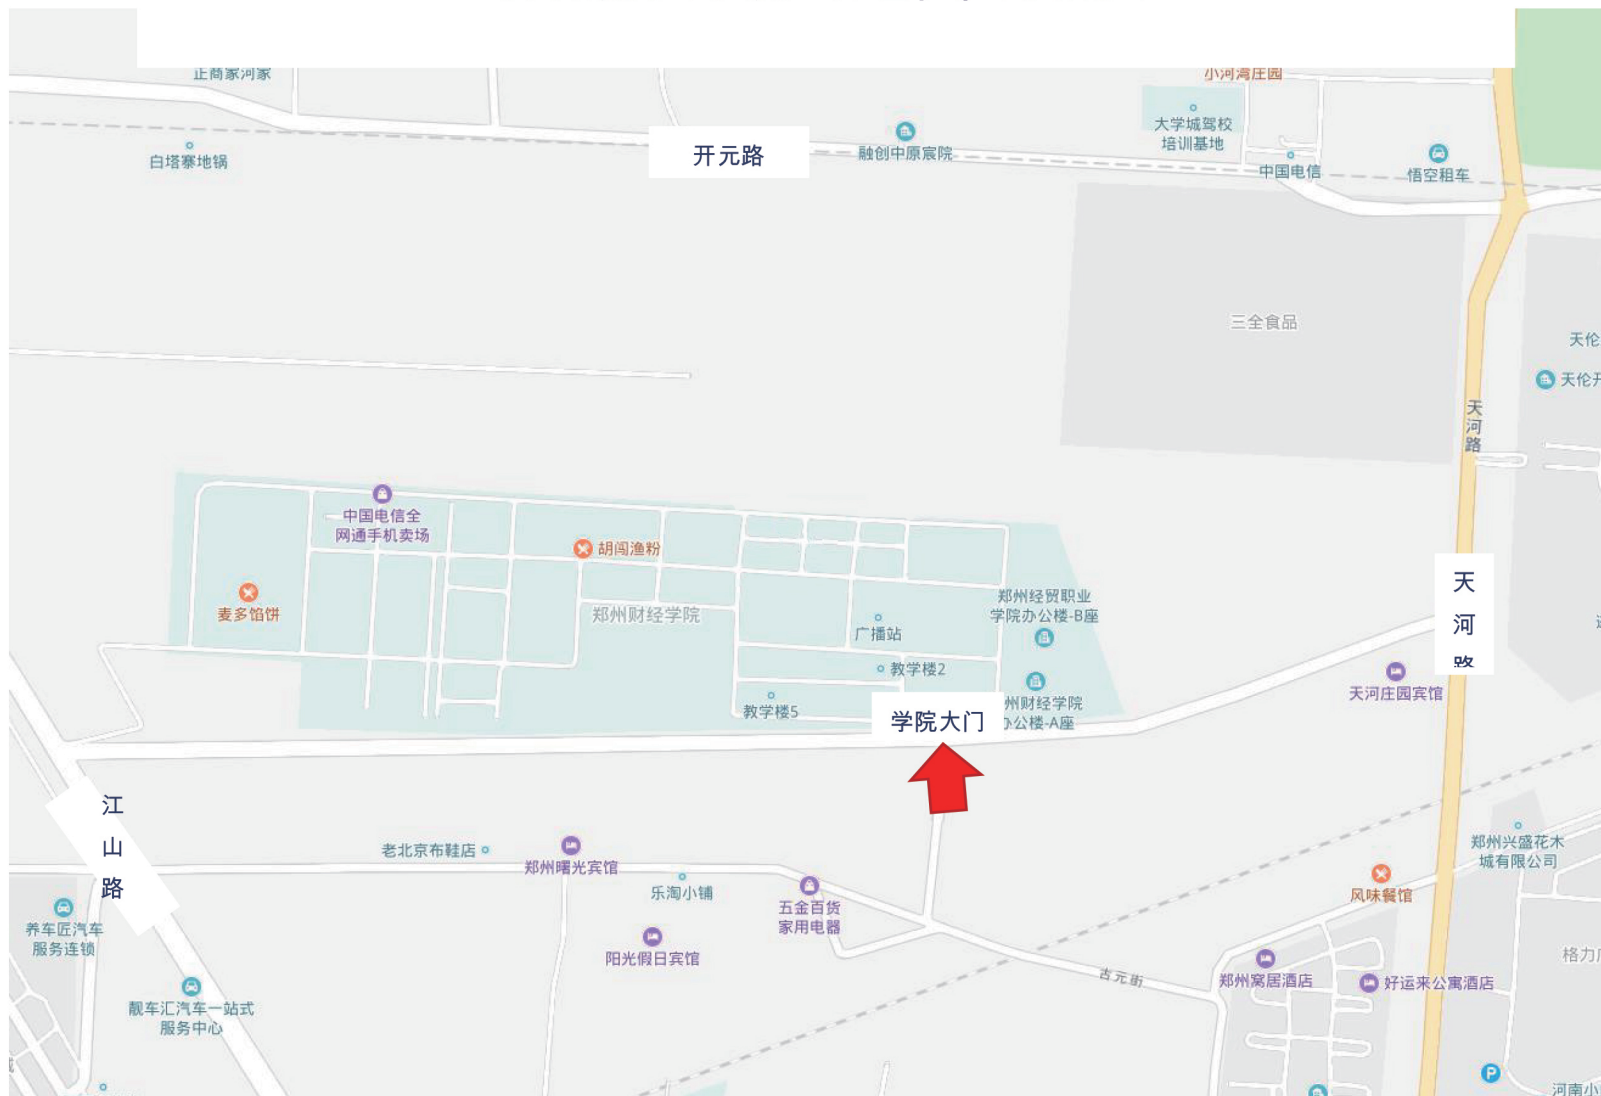 正商家河家
小河湾庄园
大学城驾校
培训基地
开元路
融创中原宸院
白塔寨地锅
中国电信
悟空租车
三全食品
天伦
天伦开
天河路
中国电信全
网通手机卖场
胡闯渔粉
麦多馅饼
郑州财经学院
郑州经贸职业
学院办公楼-B座
广播站
教学楼2
教学楼5
州财经学院
办公楼-A座
学院大门
天
河
路
天河庄园宾馆
江
山
路
老北京布鞋店
郑州曙光宾馆
乐淘小铺
五金百货
家用电器
阳光假日宾馆
养车匠汽车
服务连锁
靓车汇汽车一站式
服务中心
古元街
郑州兴盛花木
城有限公司
风味餐馆
格力
郑州窝居酒店
好运来公寓酒店
P
河南小